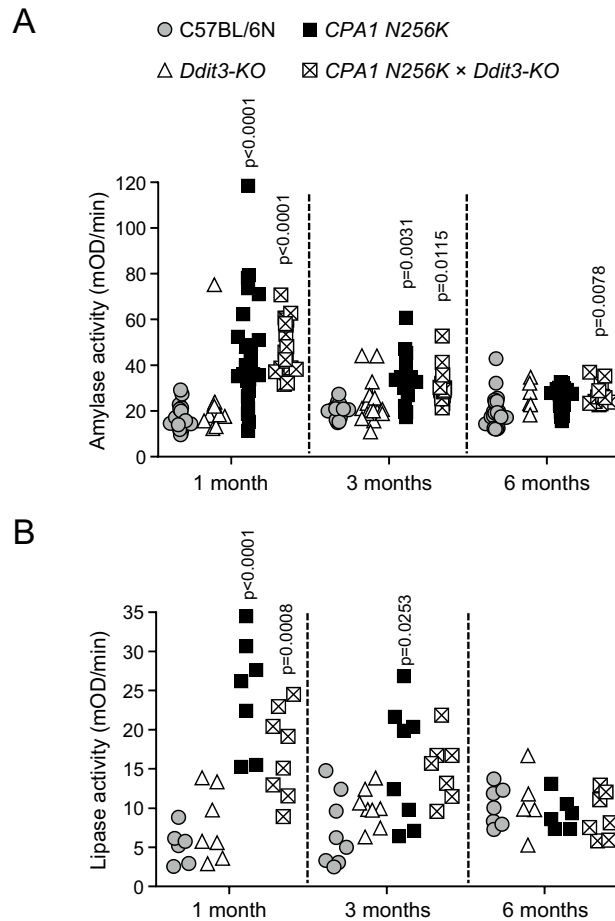 A
C57BL/6N
CPA1 N256K
Ddit3-KO
CPA1 N256K × Ddit3-KO
p<0.0001
p<0.0001
p=0.0031
p=0.0115
p=0.0078
Amylase activity (mOD/min)
120
100
80
60
40
20
0
1 month
3 months
6 months
B
p<0.0001
p=0.0008
p=0.0253
Lipase activity (mOD/min)
35
30
25
20
15
10
5
0
1 month
3 months
6 months